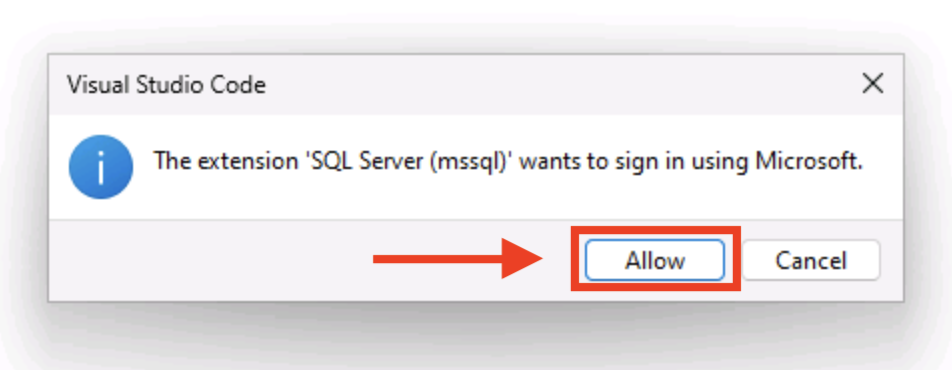 Visual Studio Code
The extension 'SQL Server (mssql)' wants to sign in using Microsoft.
Allow
Cancel